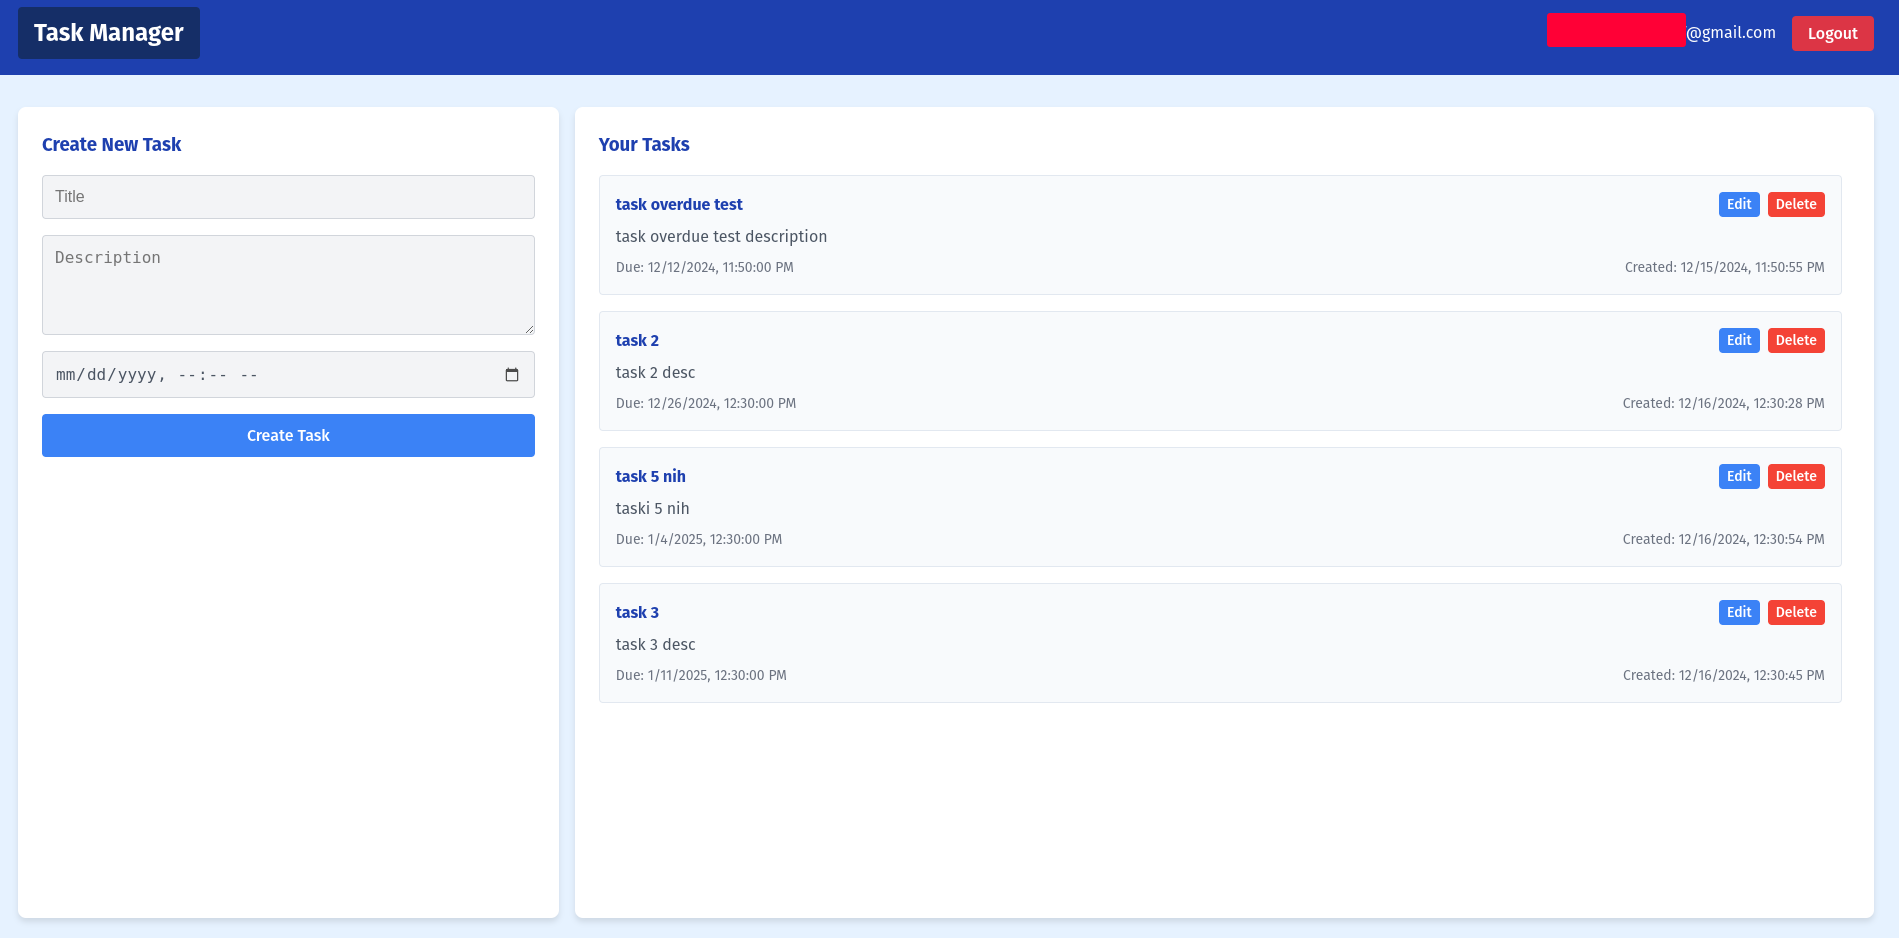 Task Manager
@gmail.com
Logout
Create New Task
Title
Description
mm/dd/yyyy, --:-- --
Create Task
Your Tasks
task overdue test
Edit
Delete
task overdue test description
Due: 12/12/2024, 11:50:00 PM
Created: 12/15/2024, 11:50:55 PM
task 2
Edit
Delete
task 2 desc
Due: 12/26/2024, 12:30:00 PM
Created: 12/16/2024, 12:30:28 PM
task 5 nih
Edit
Delete
taski 5 nih
Due: 1/4/2025, 12:30:00 PM
Created: 12/16/2024, 12:30:54 PM
task 3
Edit
Delete
task 3 desc
Due: 1/11/2025, 12:30:00 PM
Created: 12/16/2024, 12:30:45 PM